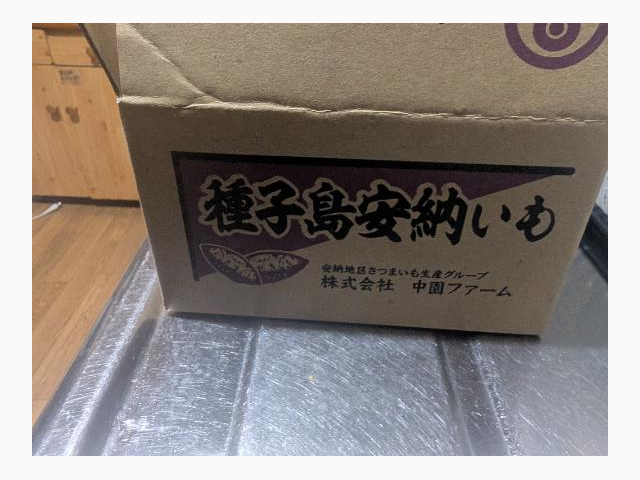 種子島安納いも
安納地区さつまいも生産グループ
株式会社 中園ファーム